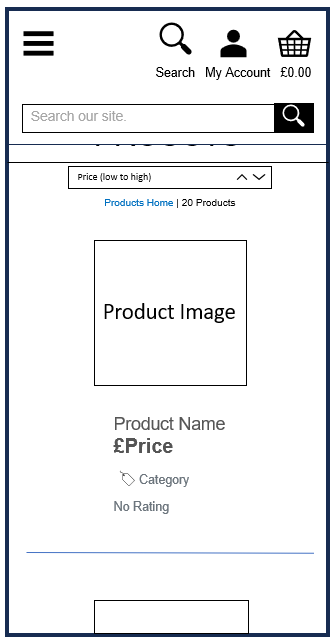 Search My Account £0.00
Search our site.
Price (low to high)
Products Home | 20 Products
Product Image
Product Name
£Price
Category
No Rating